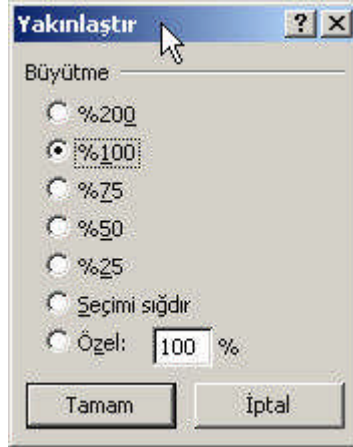 Yakınlaştır
Büyütme
%200
%100
%75
%50
%25
Seçimi sığdır
Özel: 100 %
Tamam İptal